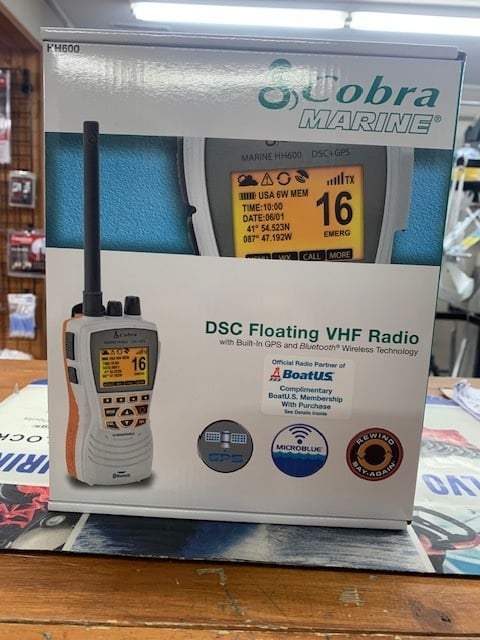 HH600
Cobra
MARINE®
MARINE HH600 DSC+GPS
TX
USA 6W MEM
TIME:10:00
DATE:06/01
41° 54.523N
087° 47.192W
16
EMERG
WX
CALL
MORE
DSC Floating VHF Radio
with Built-In GPS and Bluetooth® Wireless Technology
Official Radio Partner of
BoatUS
Complimentary
BoatU.S. Membership
With Purchase
See Details Inside
Cobra
16
Bluetooth
GPS
MICROBLUE
REWIND
SAY-AGAIN